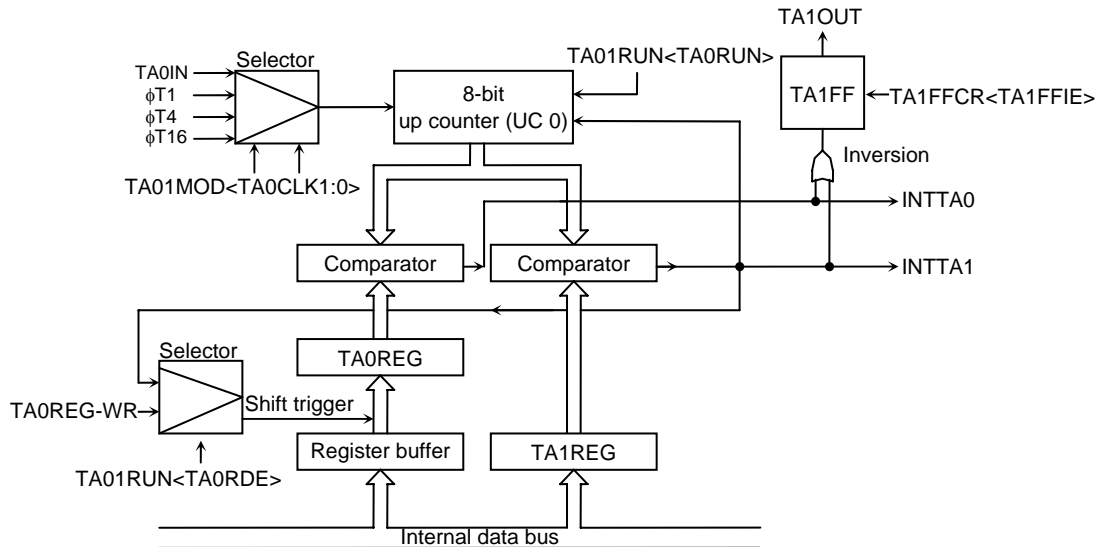 TA1OUT
Selector
TA01RUN<TA0RUN>
TA0IN
ϕT1
ϕT4
ϕT16
8-bit
up counter (UC 0)
TA1FF
TA1FFCR<TA1FFIE>
Inversion
TA01MOD<TA0CLK1:0>
INTTA0
Comparator
Comparator
INTTA1
Selector
TA0REG
TA0REG-WR
Shift trigger
Register buffer
TA1REG
TA01RUN<TA0RDE>
Internal data bus